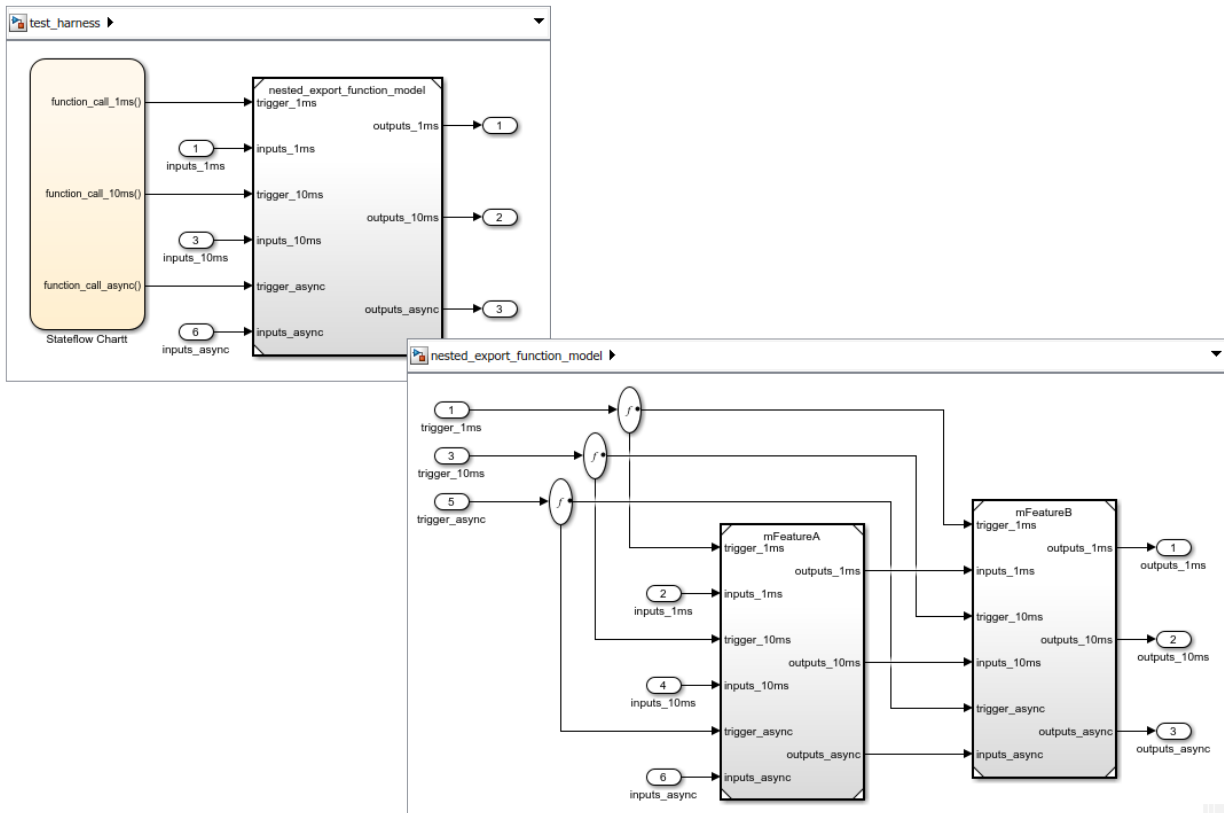 test_harness
nested_export_function_model
function_call_1ms()
trigger_1ms
outputs_1ms
1
1
inputs_1ms
inputs_1ms
function_call_10ms()
trigger_10ms
outputs_10ms
2
3
inputs_10ms
inputs_10ms
function_call_async()
trigger_async
outputs_async
3
6
inputs_async
inputs_async
Stateflow Chartt
nested_export_function_model
1
trigger_1ms
f
3
trigger_10ms
f
5
trigger_async
f
mFeatureA
trigger_1ms
outputs_1ms
2
inputs_1ms
inputs_1ms
trigger_10ms
outputs_10ms
4
inputs_10ms
inputs_10ms
trigger_async
outputs_async
6
inputs_async
inputs_async
mFeatureB
trigger_1ms
outputs_1ms
1
outputs_1ms
inputs_1ms
trigger_10ms
outputs_10ms
2
outputs_10ms
inputs_10ms
trigger_async
outputs_async
3
outputs_async
inputs_async